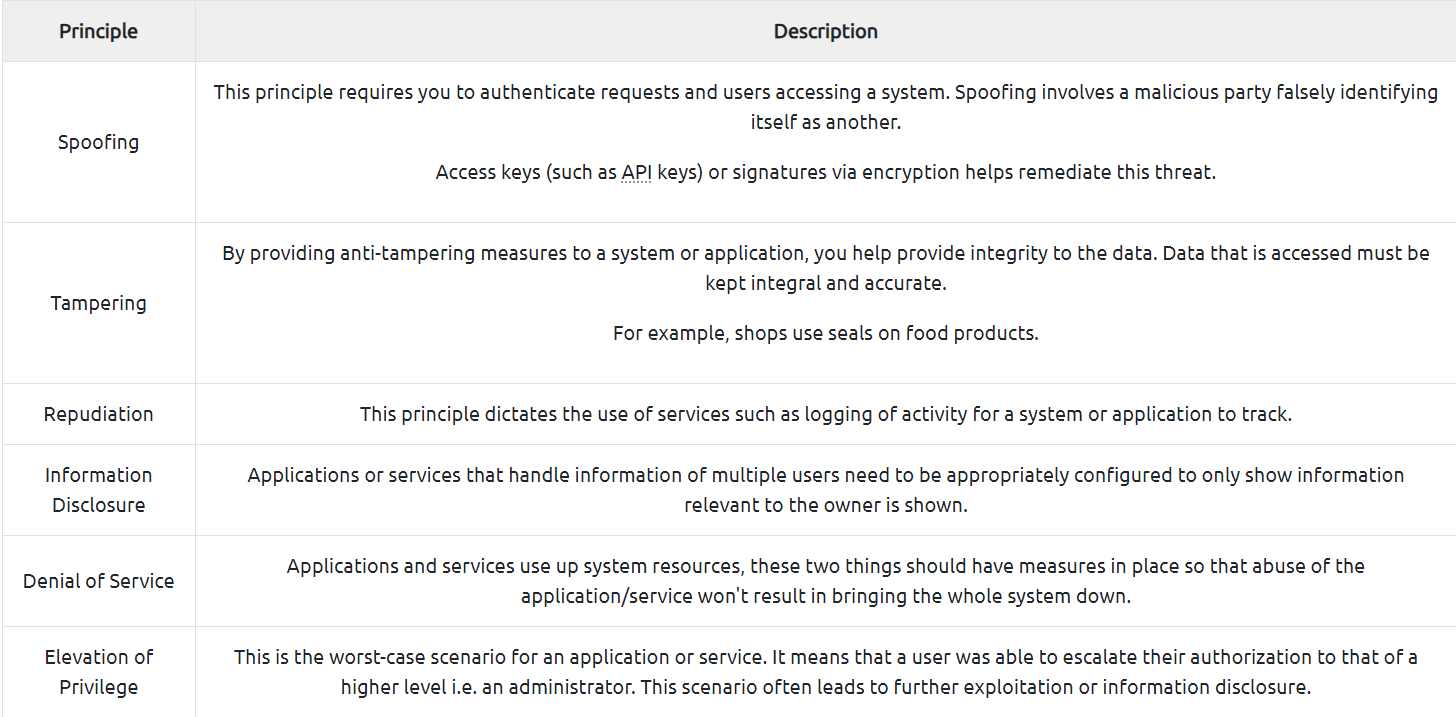 Principle
Description
Spoofing
This principle requires you to authenticate requests and users accessing a system. Spoofing involves a malicious party falsely identifying
itself as another.
Access keys (such as API keys) or signatures via encryption helps remediate this threat.
Tampering
By providing anti-tampering measures to a system or application, you help provide integrity to the data. Data that is accessed must be
kept integral and accurate.
For example, shops use seals on food products.
Repudiation
This principle dictates the use of services such as logging of activity for a system or application to track.
Information
Disclosure
Applications or services that handle information of multiple users need to be appropriately configured to only show information
relevant to the owner is shown.
Denial of Service
Applications and services use up system resources, these two things should have measures in place so that abuse of the
application/service won't result in bringing the whole system down.
Elevation of
Privilege
This is the worst-case scenario for an application or service. It means that a user was able to escalate their authorization to that of a
higher level i.e. an administrator. This scenario often leads to further exploitation or information disclosure.